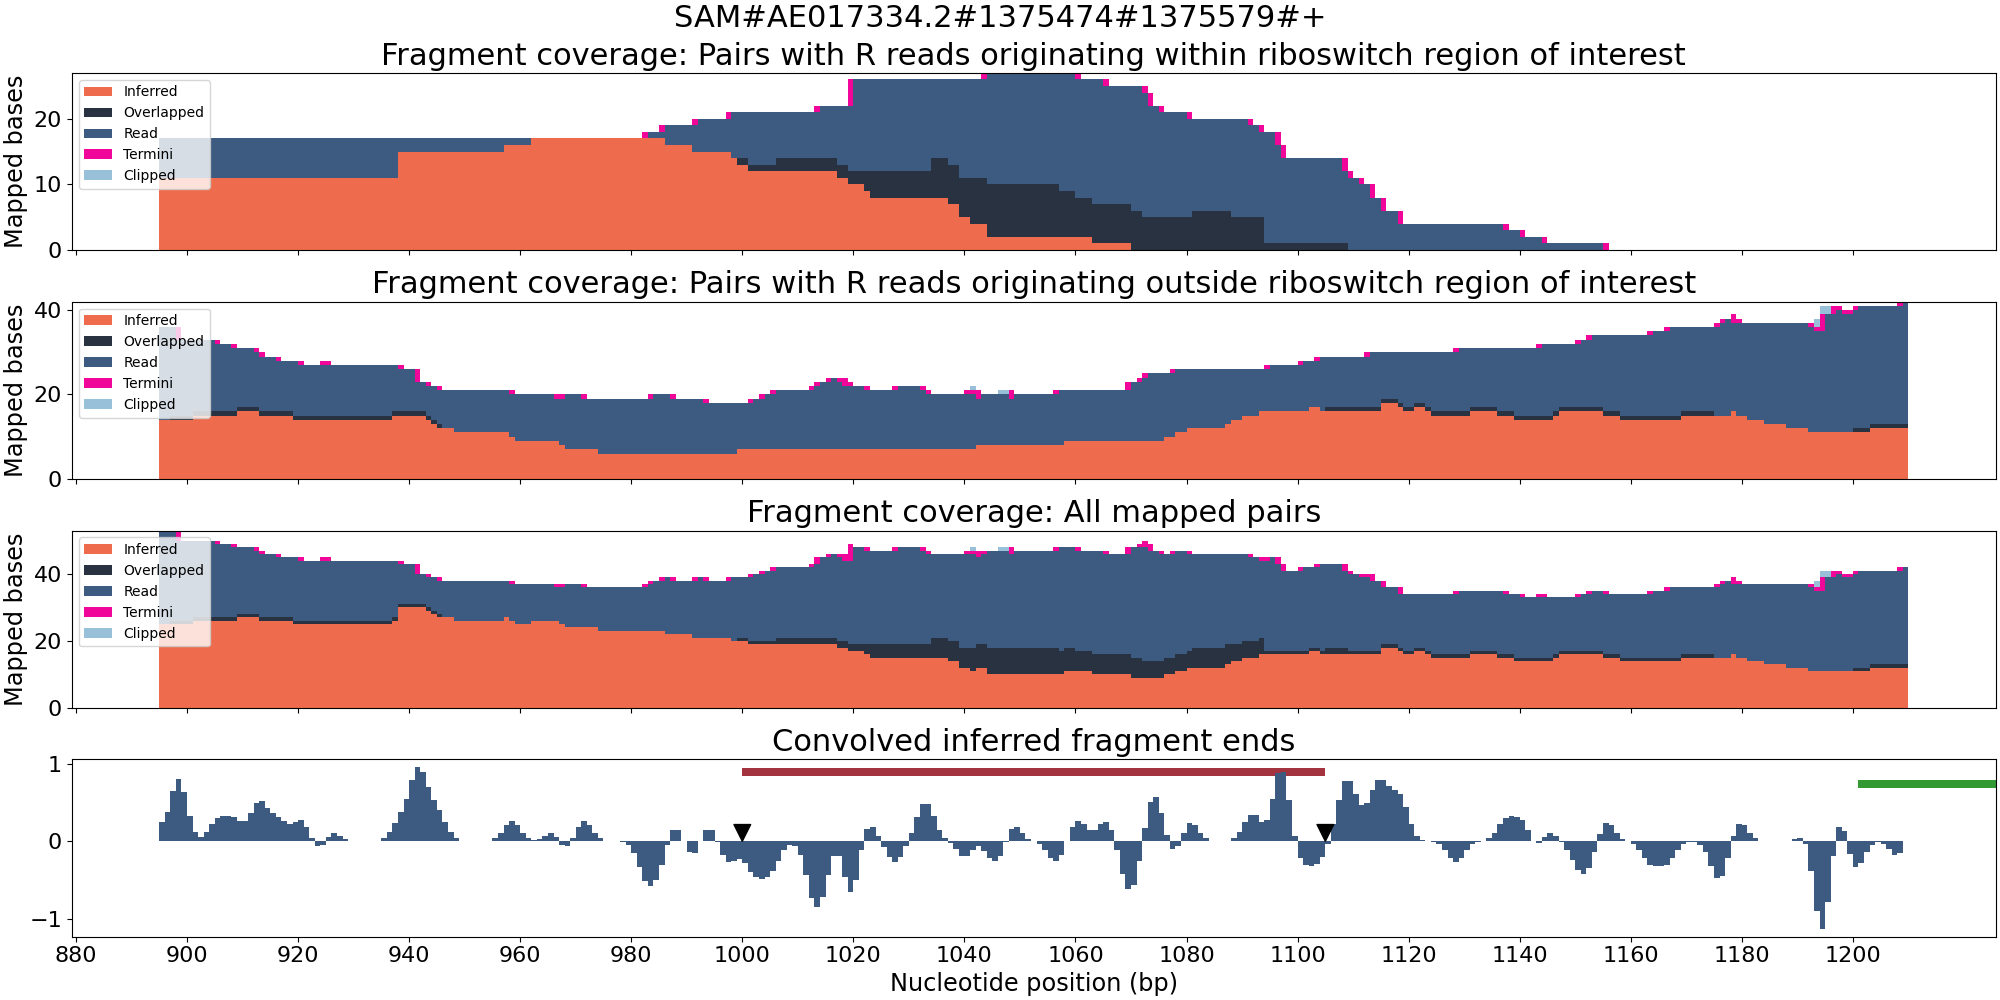 SAM#AE017334.2#1375474#1375579#+
Fragment coverage: Pairs with R reads originating within riboswitch region of interest
Mapped bases
20
10
0
Inferred
Overlapped
Read
Termini
Clipped
Fragment coverage: Pairs with R reads originating outside riboswitch region of interest
Mapped bases
40
20
0
Inferred
Overlapped
Read
Termini
Clipped
Fragment coverage: All mapped pairs
Mapped bases
40
20
0
Inferred
Overlapped
Read
Termini
Clipped
Convolved inferred fragment ends
1
0
−1
880 900 920 940 960 980 1000 1020 1040 1060 1080 1100 1120 1140 1160 1180 1200
Nucleotide position (bp)